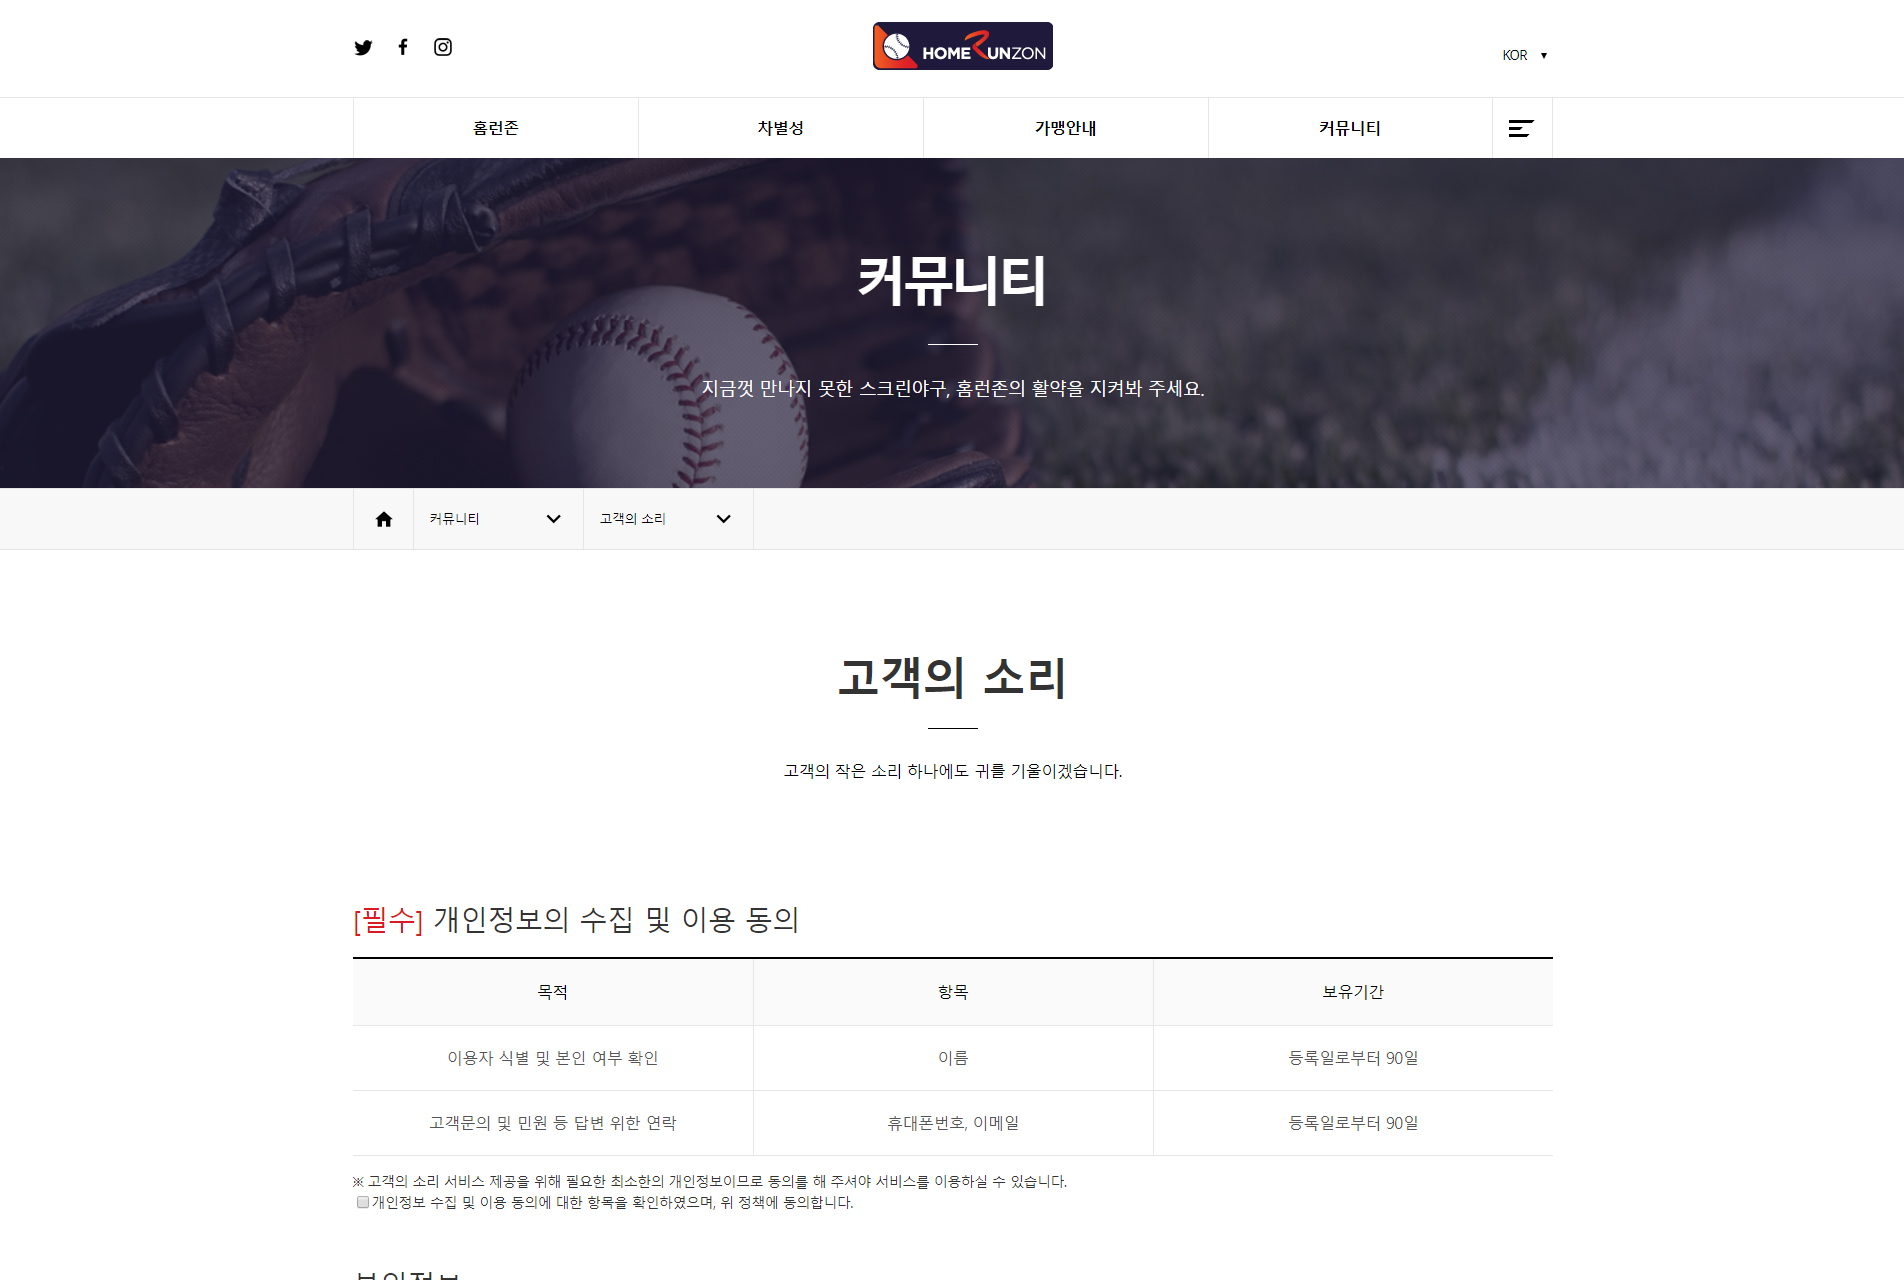 HOMERUNZON
KOR ▼
홈런존
차별성
가맹안내
커뮤니티
커뮤니티
지금껏 만나지 못한 스크린야구, 홈런존의 활약을 지켜봐 주세요.
커뮤니티
고객의 소리
고객의 소리
고객의 작은 소리 하나에도 귀를 기울이겠습니다.
[필수] 개인정보의 수집 및 이용 동의
목적 항목 보유기간
이용자 식별 및 본인 여부 확인 이름 등록일로부터 90일
고객문의 및 민원 등 답변 위한 연락 휴대폰번호, 이메일 등록일로부터 90일
※ 고객의 소리 서비스 제공을 위해 필요한 최소한의 개인정보이므로 동의를 해 주셔야 서비스를 이용하실 수 있습니다.
개인정보 수집 및 이용 동의에 대한 항목을 확인하였으며, 위 정책에 동의합니다.